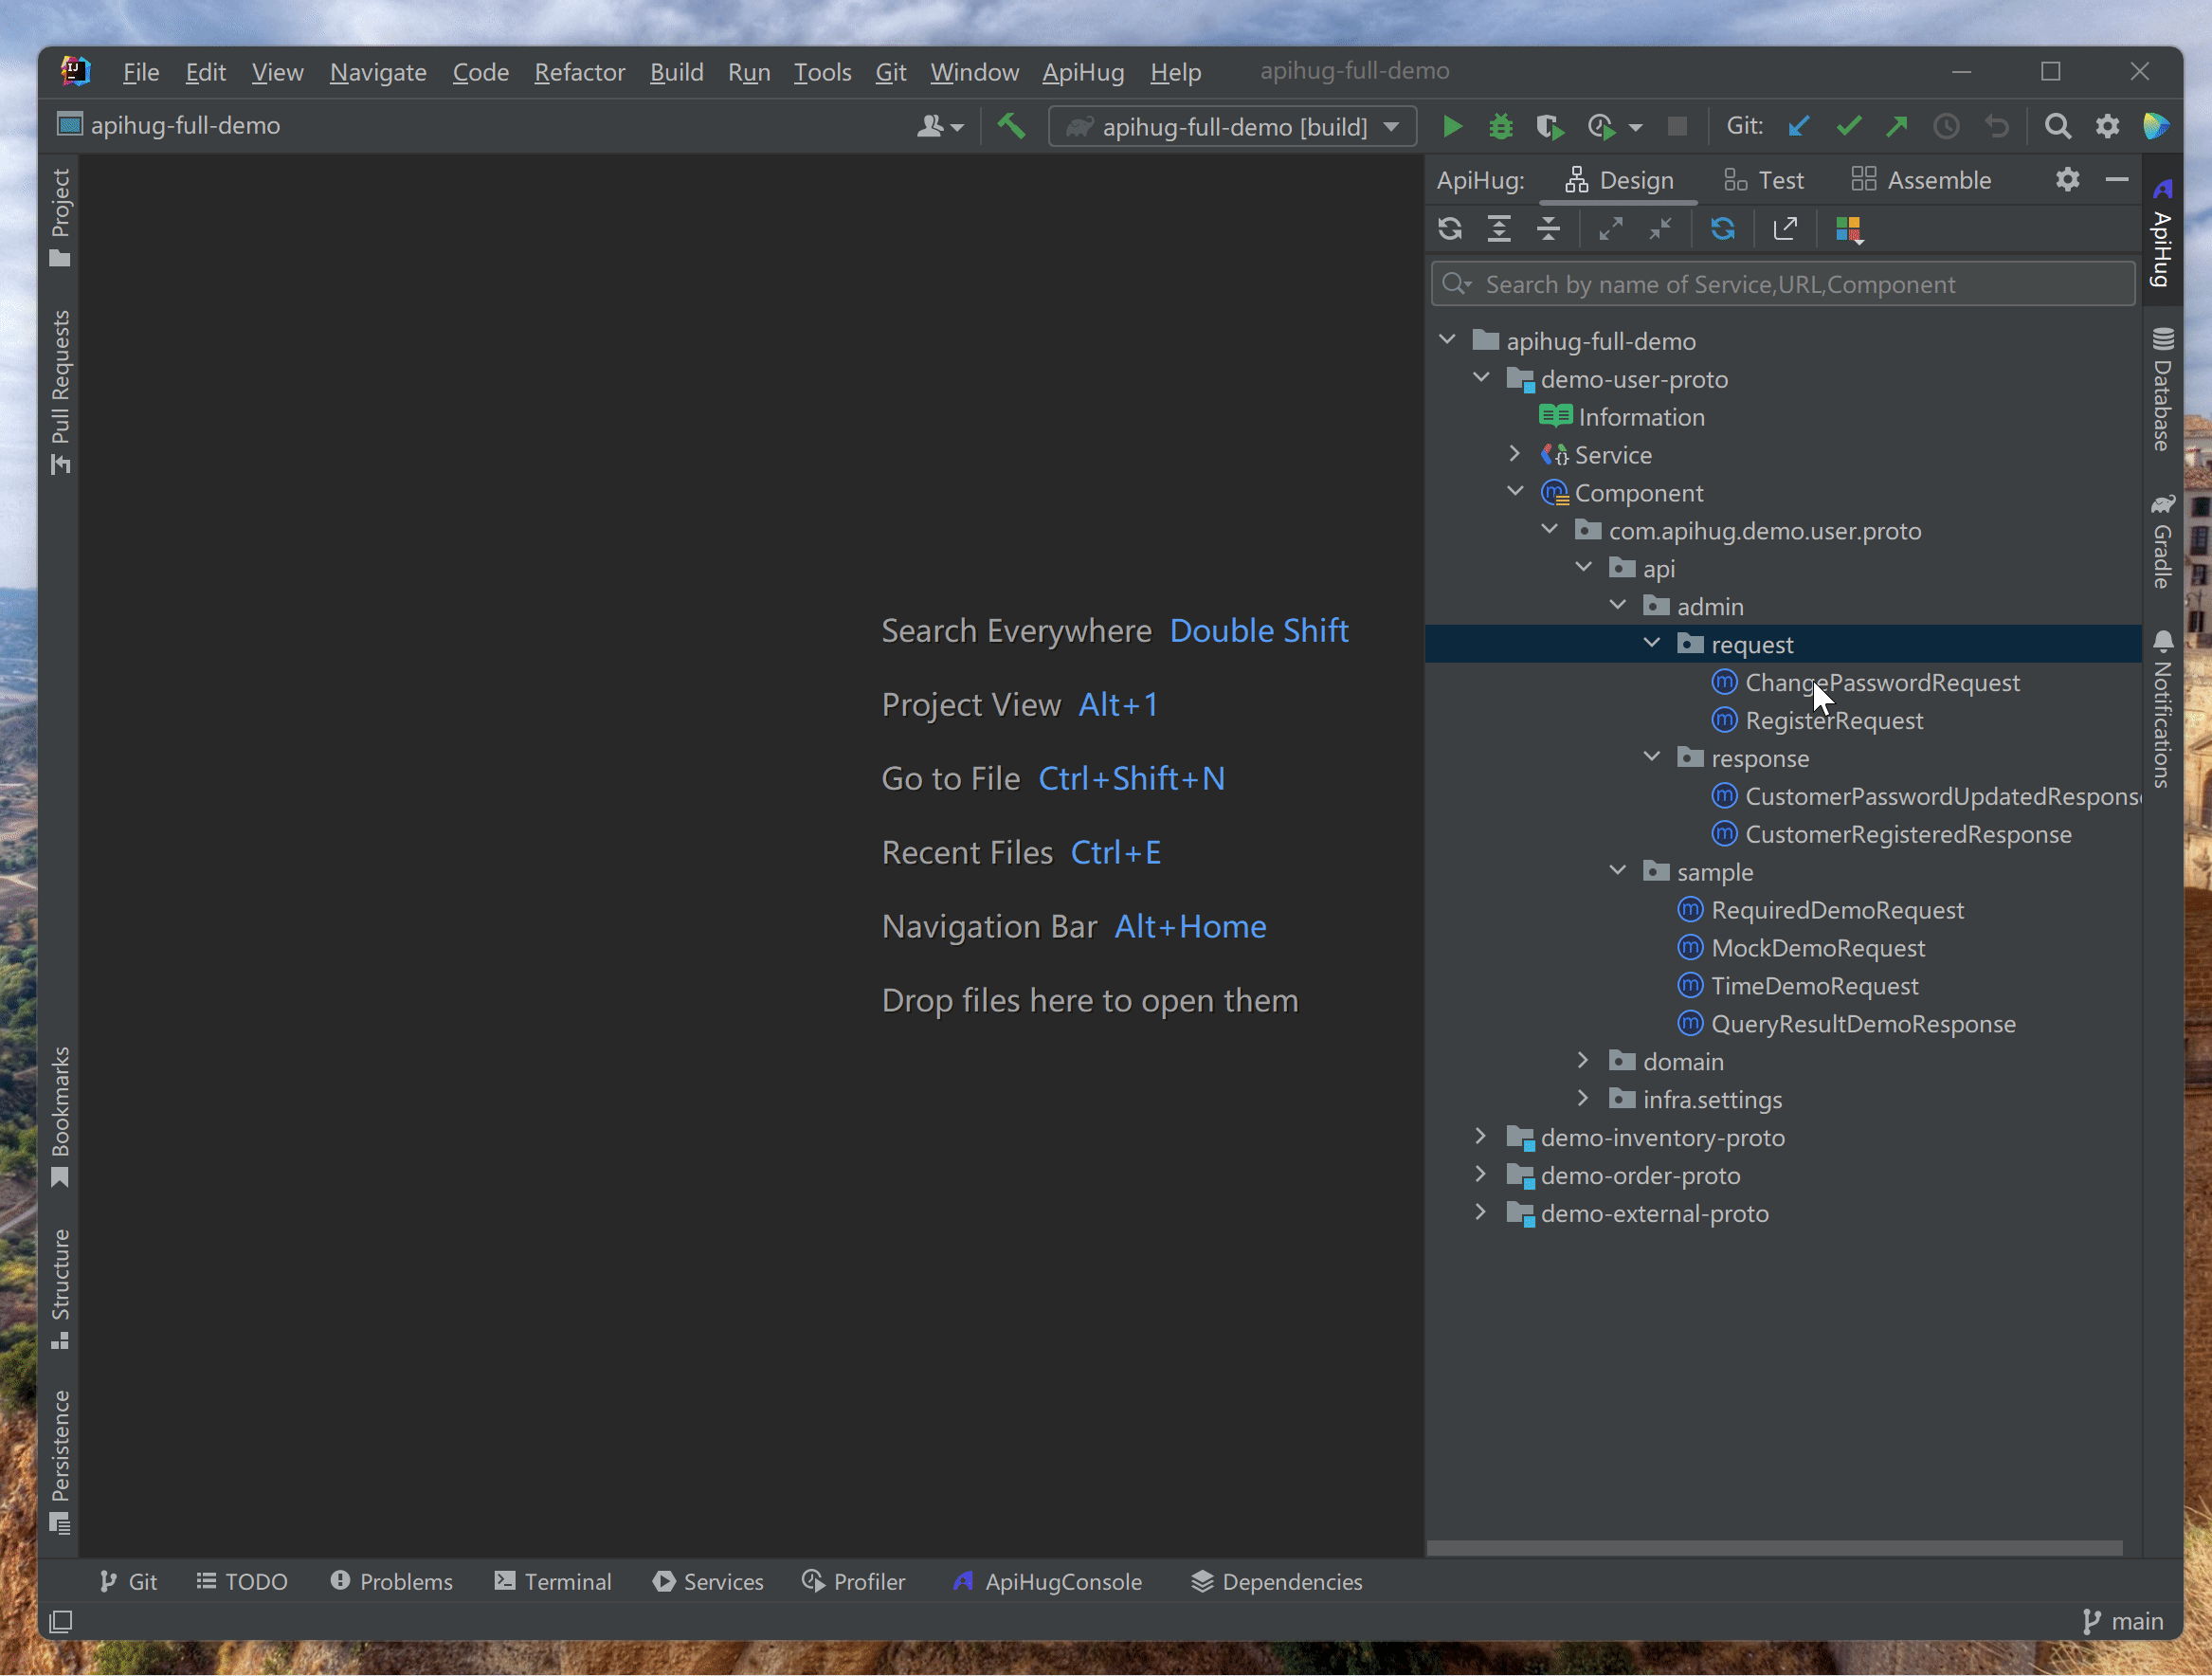 File Edit View Navigate Code Refactor Build Run Tools Git Window ApiHug Help apihug-full-demo
apihug-full-demo
apihug-full-demo [build]
Git:
Project
Pull Requests
Bookmarks
Structure
Persistence
Search Everywhere Double Shift
Project View Alt+1
Go to File Ctrl+Shift+N
Recent Files Ctrl+E
Navigation Bar Alt+Home
Drop files here to open them
ApiHug: Design Test Assemble
Search by name of Service,URL,Component
apihug-full-demo
demo-user-proto
Information
Service
Component
com.apihug.demo.user.proto
api
admin
request
ChangePasswordRequest
RegisterRequest
response
CustomerPasswordUpdatedRespons
CustomerRegisteredResponse
sample
RequiredDemoRequest
MockDemoRequest
TimeDemoRequest
QueryResultDemoResponse
domain
infra.settings
demo-inventory-proto
demo-order-proto
demo-external-proto
ApiHug
Database
Gradle
Notifications
Git TODO Problems Terminal Services Profiler ApiHugConsole Dependencies
main